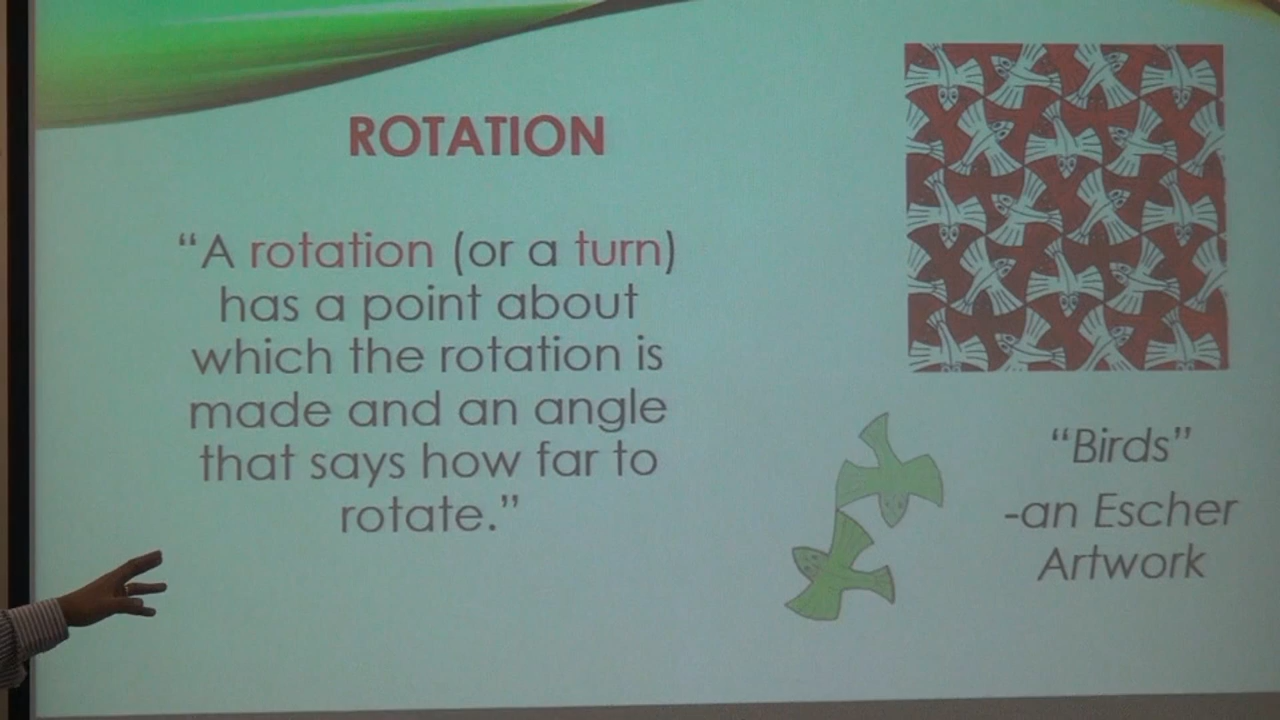 ROTATION
“A rotation (or a turn)
has a point about
which the rotation is
made and an angle
that says how far to
rotate.”
“Birds”
-an Escher
Artwork